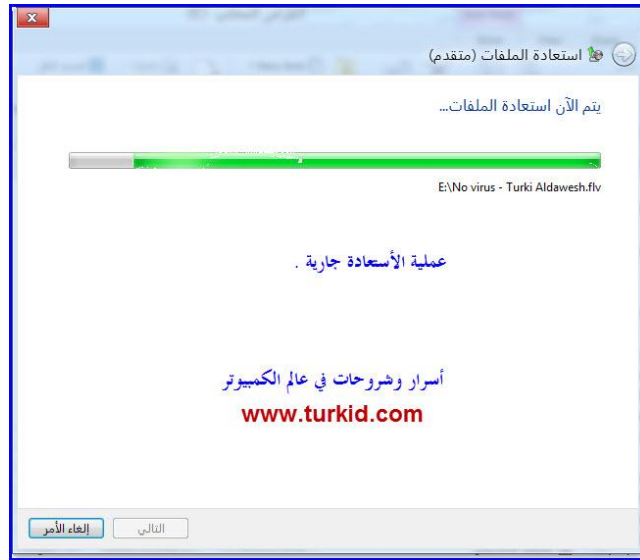 استعادة الملفات (متقدم)
يتم الآن استعادة الملفات...
E:\No virus - Turki Aldawesh.flv
عملية الأستعادة جارية .
أسرار وشروحات في عالم الكمبيوتر
www.turkid.com
التالي
إلغاء الأمر